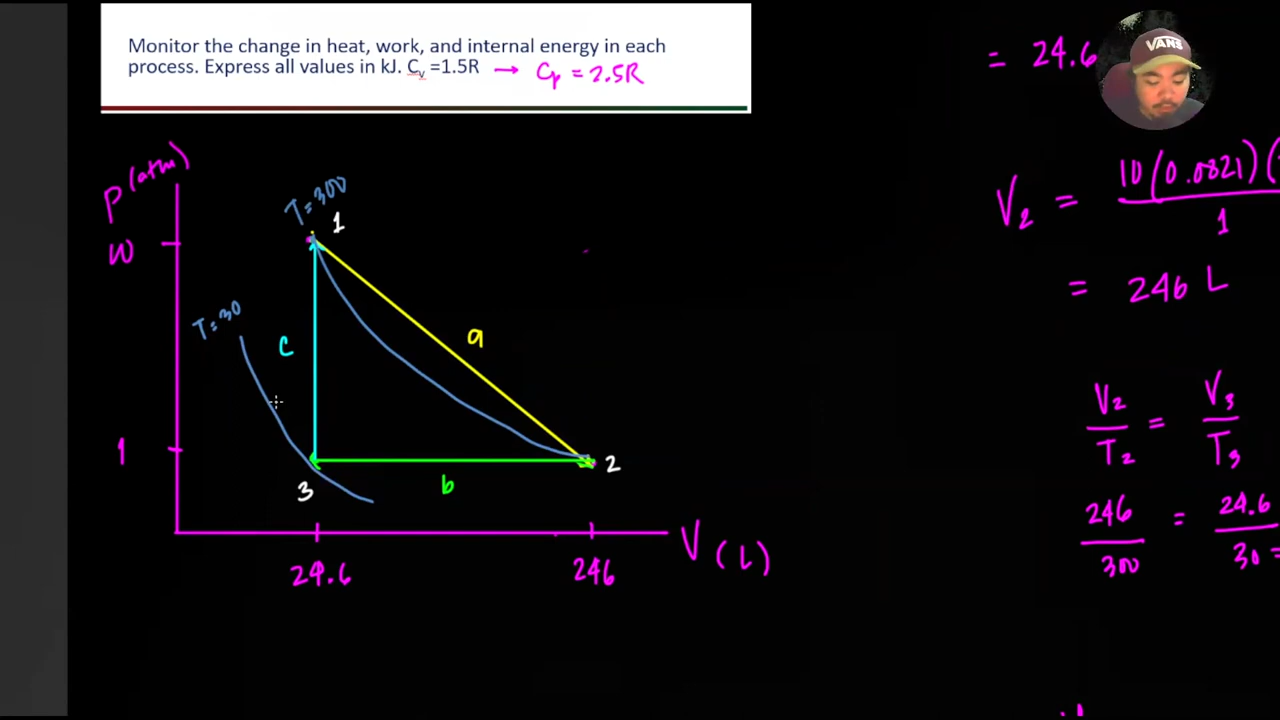 Monitor the change in heat, work, and internal energy in each
process. Express all values in kJ. Cᵥ =1.5R → Cp = 2.5R
= 24.6
VANS
P (atm)
T = 300
1
10
V₂ = 10(0.0821)(
1
= 246 L
T = 30
c
a
V₂/T₂ = V₃/T₃
1
2
b
3
246/300 = 24.6/30 =
V (L)
24.6
246